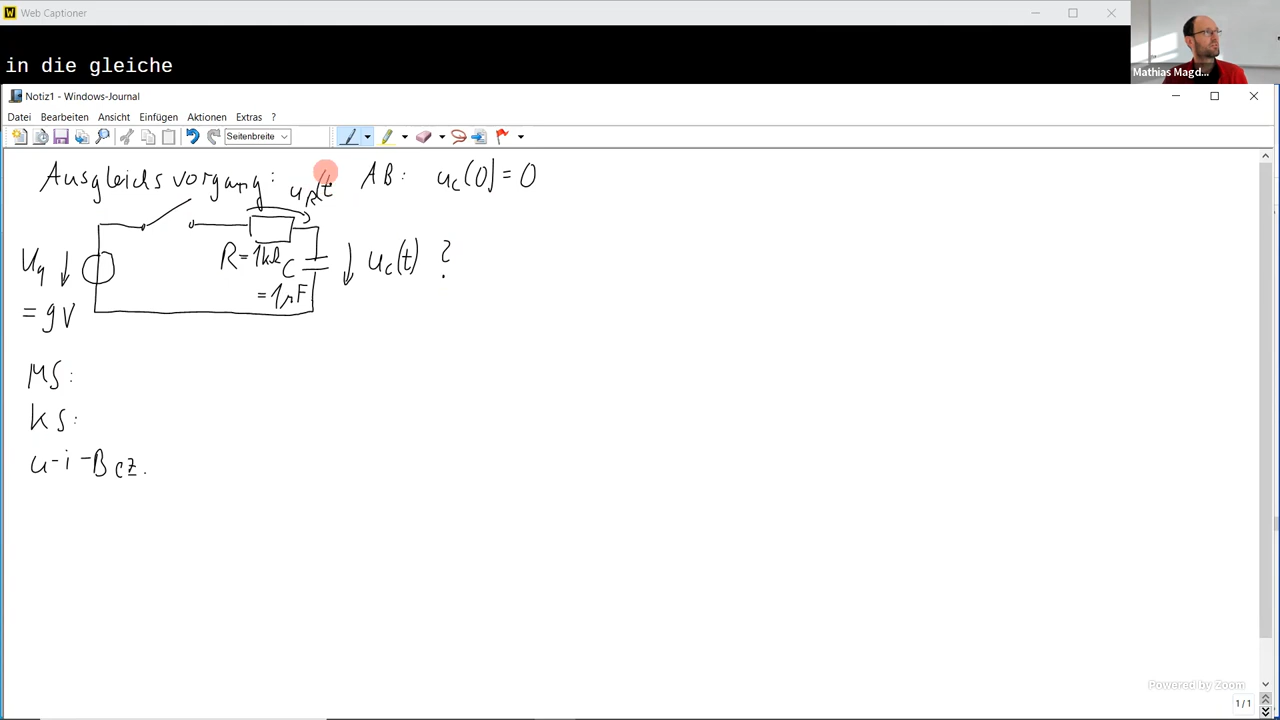 Web Captioner
in die gleiche
Mathias Magd...
Notiz1 - Windows-Journal
Datei Bearbeiten Ansicht Einfügen Aktionen Extras ?
Seitenbreite
Ausgleichsvorgang: AB: u_C(0) = 0
u_R(t
U_q
= 9V
R = 1kΩ
C
= 1μF
u_C(t) ?
MS:
KS:
u-i-Bez.
Powered by Zoom
1 / 1